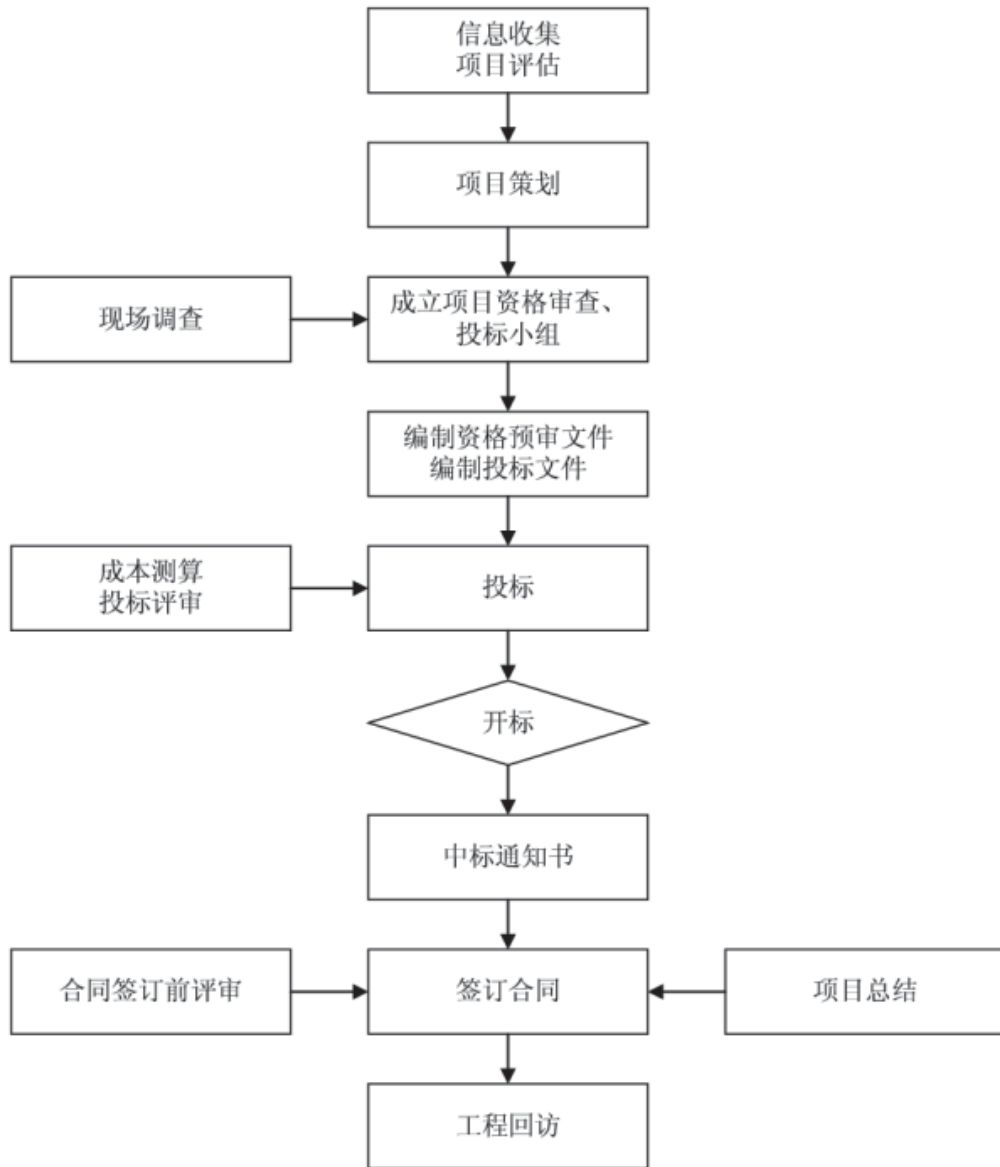 信息收集
项目评估
项目策划
现场调查
成立项目资格审查、
投标小组
编制资格预审文件
编制投标文件
成本测算
投标评审
投标
开标
中标通知书
合同签订前评审
签订合同
项目总结
工程回访